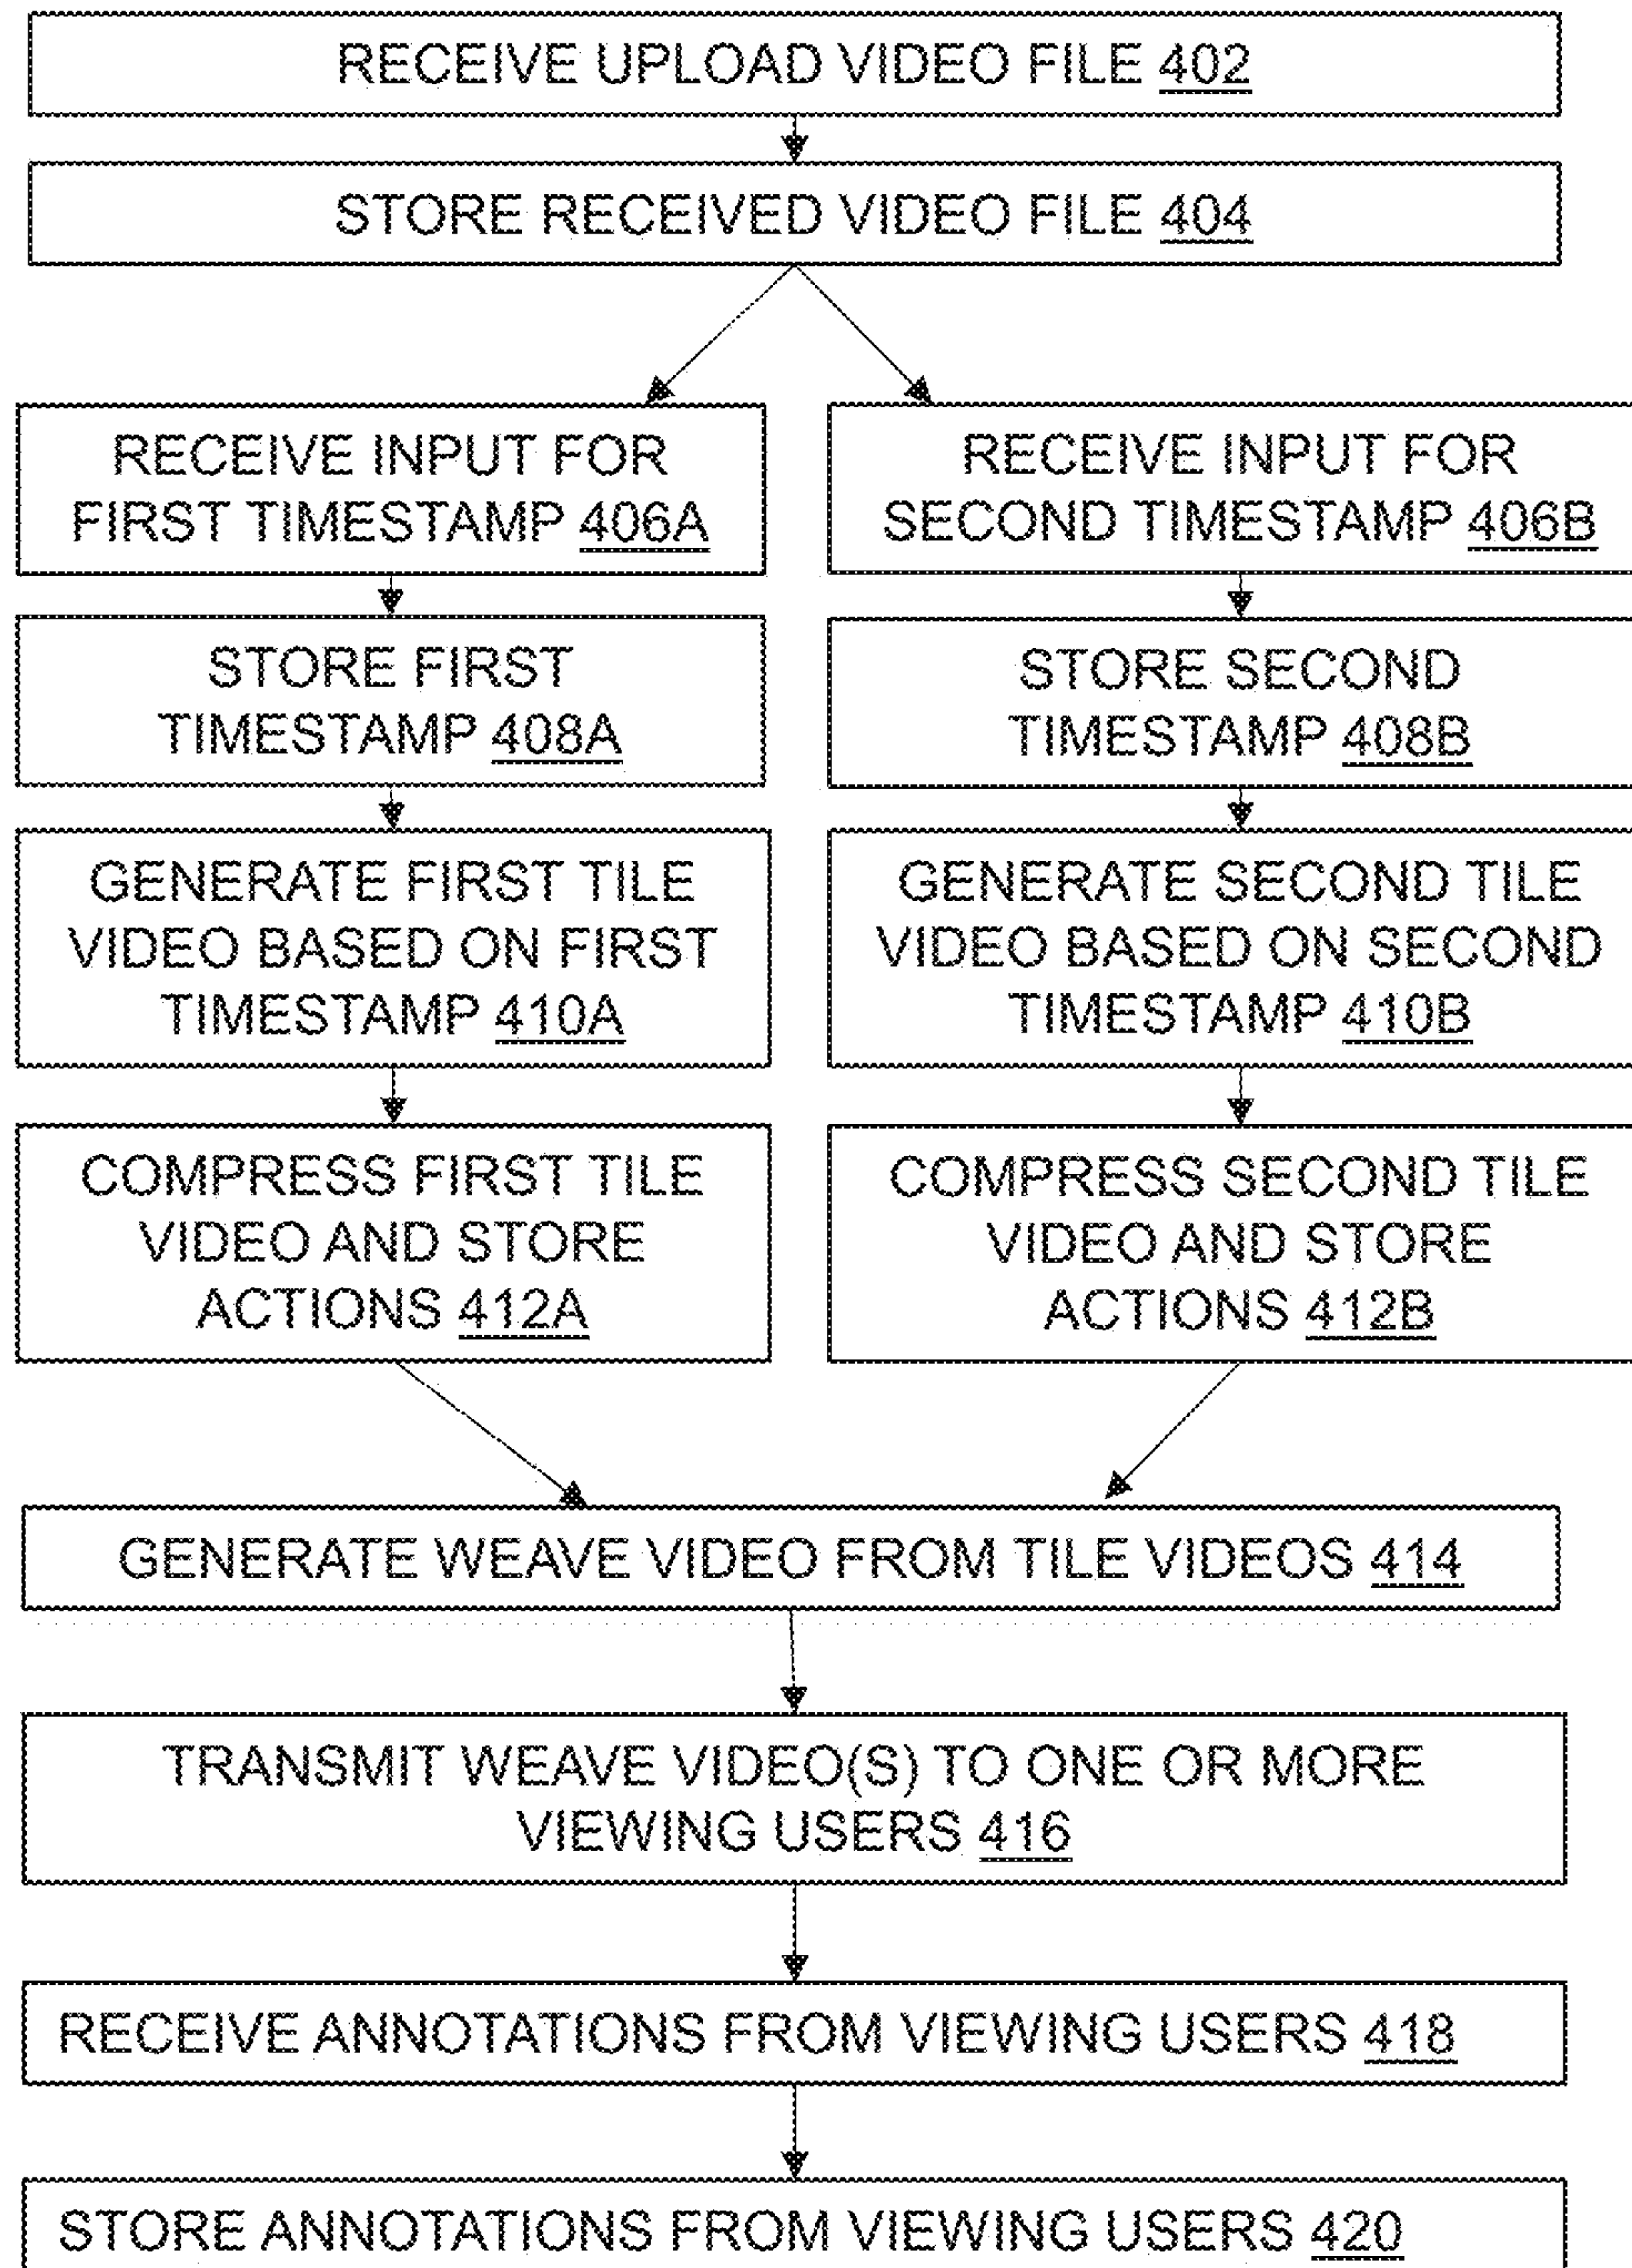 RECEIVE UPLOAD VIDEO FILE 402
STORE RECEIVED VIDEO FILE 404
RECEIVE INPUT FOR
FIRST TIMESTAMP 406A
RECEIVE INPUT FOR
SECOND TIMESTAMP 406B
STORE FIRST
TIMESTAMP 408A
STORE SECOND
TIMESTAMP 408B
GENERATE FIRST TILE
VIDEO BASED ON FIRST
TIMESTAMP 410A
GENERATE SECOND TILE
VIDEO BASED ON SECOND
TIMESTAMP 410B
COMPRESS FIRST TILE
VIDEO AND STORE
ACTIONS 412A
COMPRESS SECOND TILE
VIDEO AND STORE
ACTIONS 412B
GENERATE WEAVE VIDEO FROM TILE VIDEOS 414
TRANSMIT WEAVE VIDEO(S) TO ONE OR MORE
VIEWING USERS 416
RECEIVE ANNOTATIONS FROM VIEWING USERS 418
STORE ANNOTATIONS FROM VIEWING USERS 420